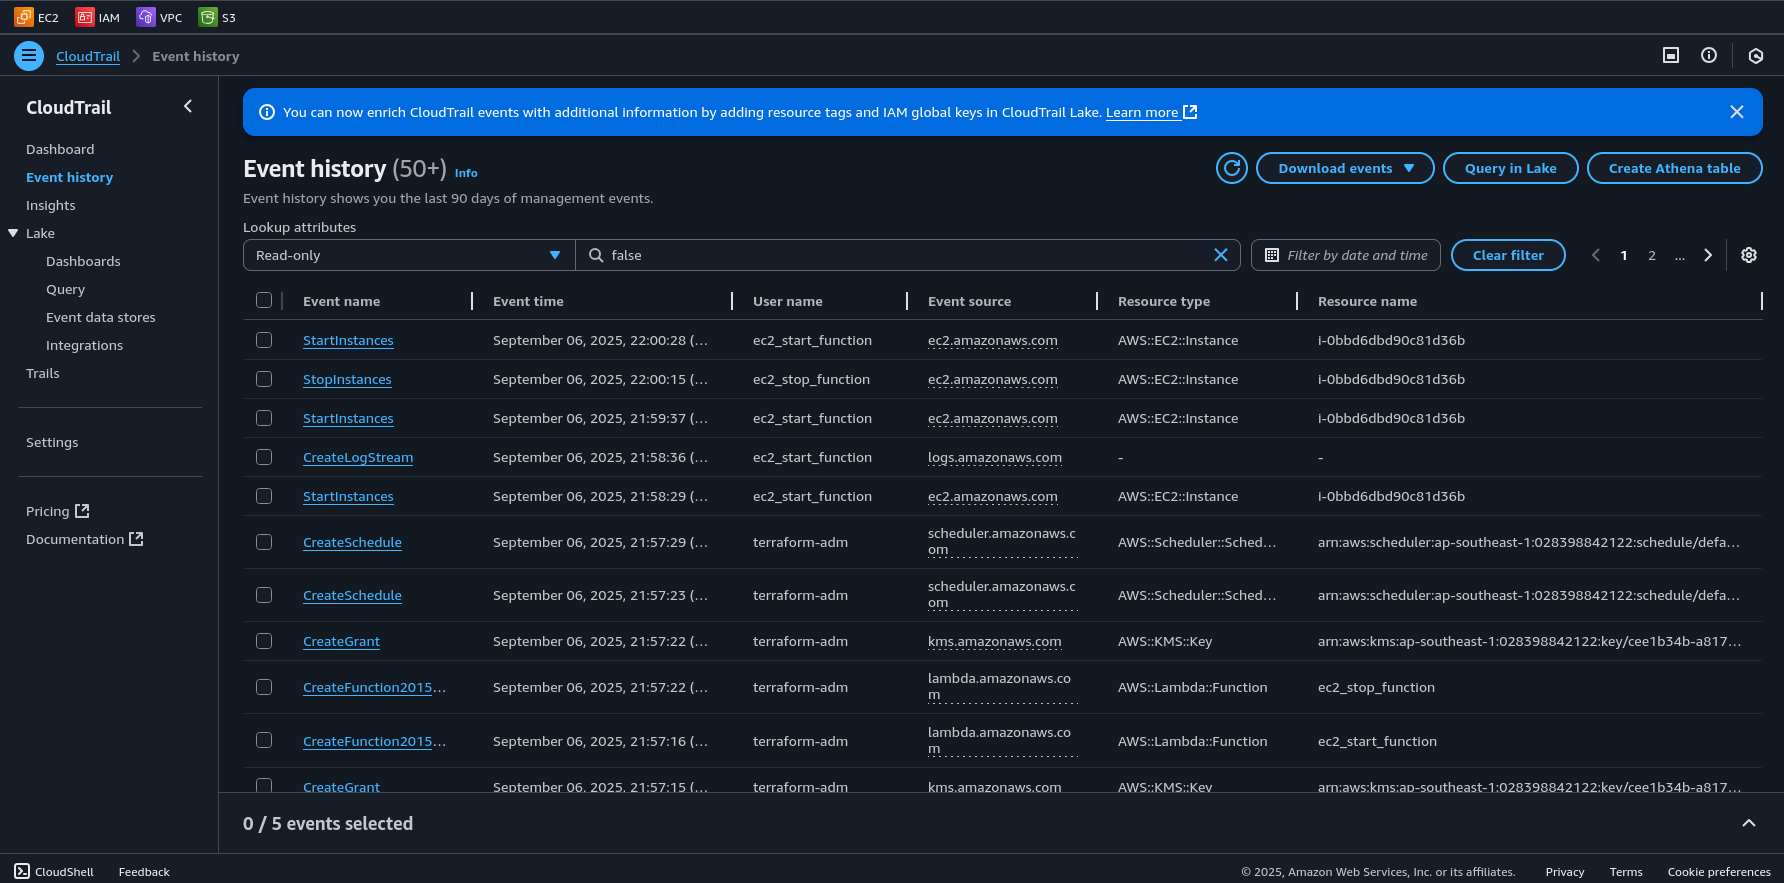 EC2 IAM VPC S3
CloudTrail > Event history
CloudTrail
Dashboard
Event history
Insights
Lake
Dashboards
Query
Event data stores
Integrations
Trails
Settings
Pricing
Documentation
You can now enrich CloudTrail events with additional information by adding resource tags and IAM global keys in CloudTrail Lake. Learn more
Event history (50+) Info
Download events Query in Lake Create Athena table
Event history shows you the last 90 days of management events.
Lookup attributes
Read-only false Filter by date and time Clear filter 1 2 ...
Event name Event time User name Event source Resource type Resource name
StartInstances September 06, 2025, 22:00:28 (... ec2_start_function ec2.amazonaws.com AWS::EC2::Instance i-0bbd6dbd90c81d36b
StopInstances September 06, 2025, 22:00:15 (... ec2_stop_function ec2.amazonaws.com AWS::EC2::Instance i-0bbd6dbd90c81d36b
StartInstances September 06, 2025, 21:59:37 (... ec2_start_function ec2.amazonaws.com AWS::EC2::Instance i-0bbd6dbd90c81d36b
CreateLogStream September 06, 2025, 21:58:36 (... ec2_start_function logs.amazonaws.com - -
StartInstances September 06, 2025, 21:58:29 (... ec2_start_function ec2.amazonaws.com AWS::EC2::Instance i-0bbd6dbd90c81d36b
CreateSchedule September 06, 2025, 21:57:29 (... terraform-adm scheduler.amazonaws.com AWS::Scheduler::Sched... arn:aws:scheduler:ap-southeast-1:028398842122:schedule/defa...
CreateSchedule September 06, 2025, 21:57:23 (... terraform-adm scheduler.amazonaws.com AWS::Scheduler::Sched... arn:aws:scheduler:ap-southeast-1:028398842122:schedule/defa...
CreateGrant September 06, 2025, 21:57:22 (... terraform-adm kms.amazonaws.com AWS::KMS::Key arn:aws:kms:ap-southeast-1:028398842122:key/cee1b34b-a817...
CreateFunction2015... September 06, 2025, 21:57:22 (... terraform-adm lambda.amazonaws.com AWS::Lambda::Function ec2_stop_function
CreateFunction2015... September 06, 2025, 21:57:16 (... terraform-adm lambda.amazonaws.com AWS::Lambda::Function ec2_start_function
CreateGrant September 06, 2025, 21:57:15 (... terraform-adm kms.amazonaws.com AWS::KMS::Key arn:aws:kms:ap-southeast-1:028398842122:key/cee1b34b-a817...
0 / 5 events selected
CloudShell Feedback © 2025, Amazon Web Services, Inc. or its affiliates. Privacy Terms Cookie preferences